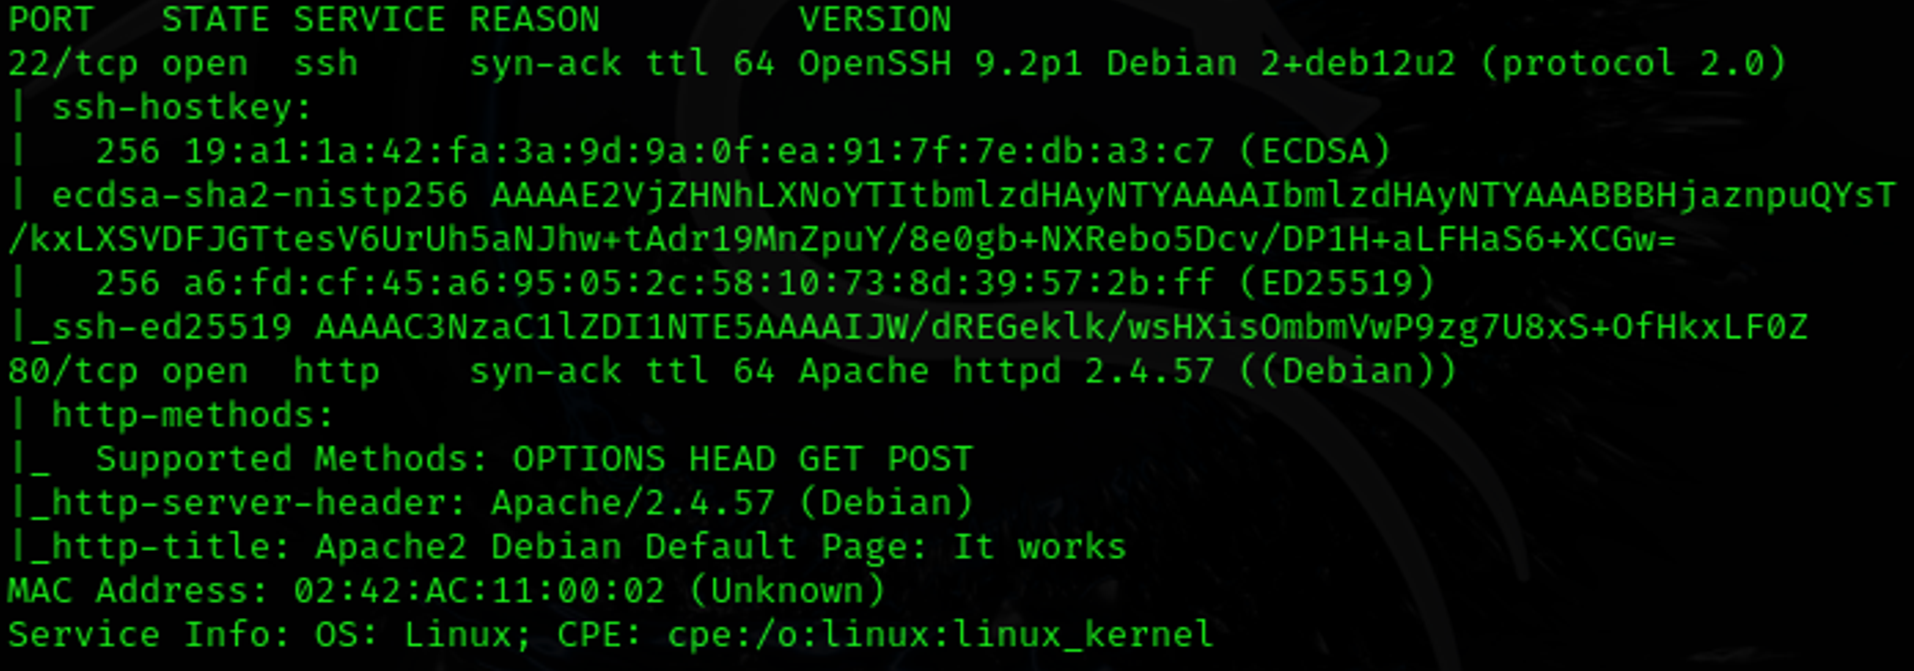 PORT   STATE SERVICE REASON         VERSION
22/tcp open  ssh     syn-ack ttl 64 OpenSSH 9.2p1 Debian 2+deb12u2 (protocol 2.0)
| ssh-hostkey:
|   256 19:a1:1a:42:fa:3a:9d:9a:0f:ea:91:7f:7e:db:a3:c7 (ECDSA)
| ecdsa-sha2-nistp256 AAAAE2VjZHNhLXNoYTItbmlzdHAyNTYAAAAIbmlzdHAyNTYAAABBBHjaznpuQYsT
/kxLXSVDFJGTtesV6UrUh5aNJhw+tAdr19MnZpuY/8e0gb+NXRebo5Dcv/DP1H+aLFHaS6+XCGw=
|   256 a6:fd:cf:45:a6:95:05:2c:58:10:73:8d:39:57:2b:ff (ED25519)
|_ssh-ed25519 AAAAC3NzaC1lZDI1NTE5AAAAIJW/dREGeklk/wsHXisOmbmVwP9zg7U8xS+OfHkxLF0Z
80/tcp open  http    syn-ack ttl 64 Apache httpd 2.4.57 ((Debian))
| http-methods:
|_  Supported Methods: OPTIONS HEAD GET POST
|_http-server-header: Apache/2.4.57 (Debian)
|_http-title: Apache2 Debian Default Page: It works
MAC Address: 02:42:AC:11:00:02 (Unknown)
Service Info: OS: Linux; CPE: cpe:/o:linux:linux_kernel